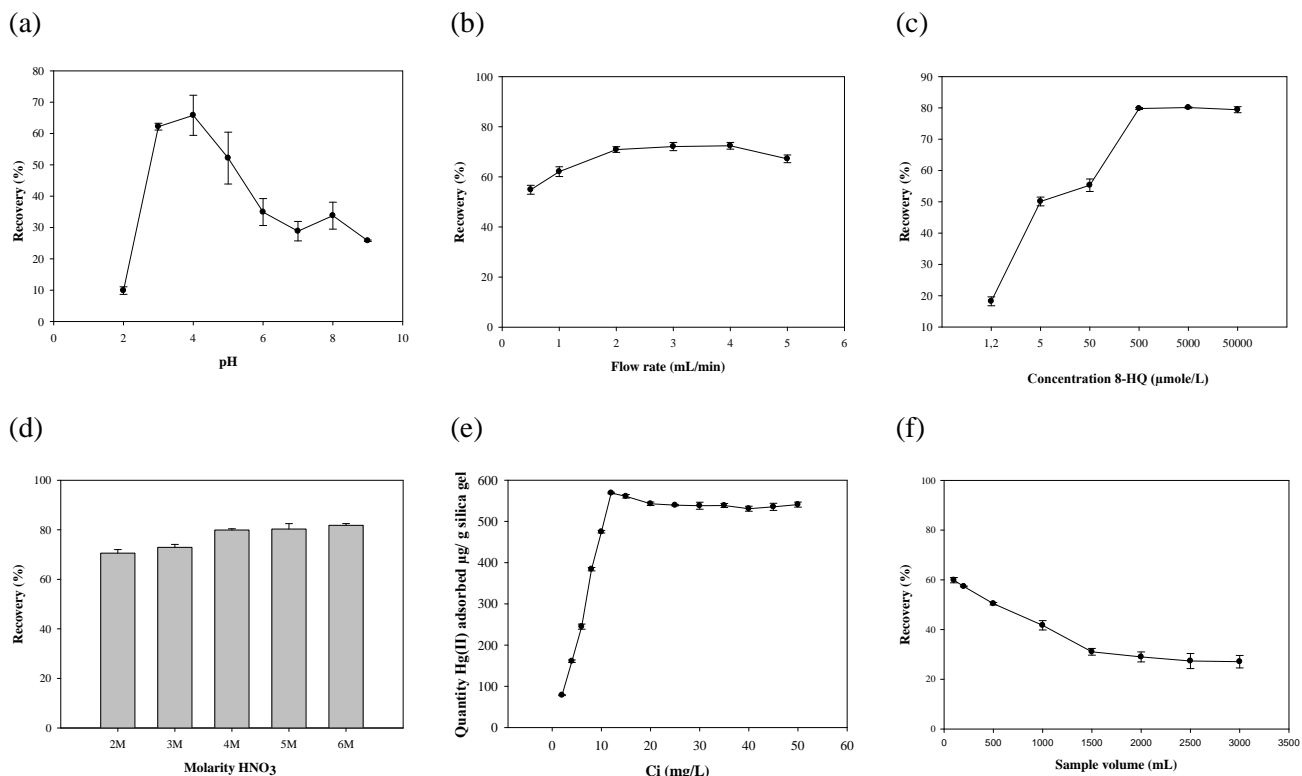 (a)
80
70
60
50
40
30
20
10
0
Recovery (%)
0 2 4 6 8 10
pH
(b)
100
80
60
40
20
0
Recovery (%)
0 1 2 3 4 5 6
Flow rate (mL/min)
(c)
90
80
70
60
50
40
30
20
10
Recovery (%)
1,2 5 50 500 5000 50000
Concentration 8-HQ (µmole/L)
(d)
100
80
60
40
20
0
Recovery (%)
2M 3M 4M 5M 6M
Molarity HNO3
(e)
600
500
400
300
200
100
0
Quantity Hg(II) adsorbed µg/ g silica gel
0 10 20 30 40 50 60
Ci (mg/L)
(f)
100
80
60
40
20
0
Recovery (%)
0 500 1000 1500 2000 2500 3000 3500
Sample volume (mL)